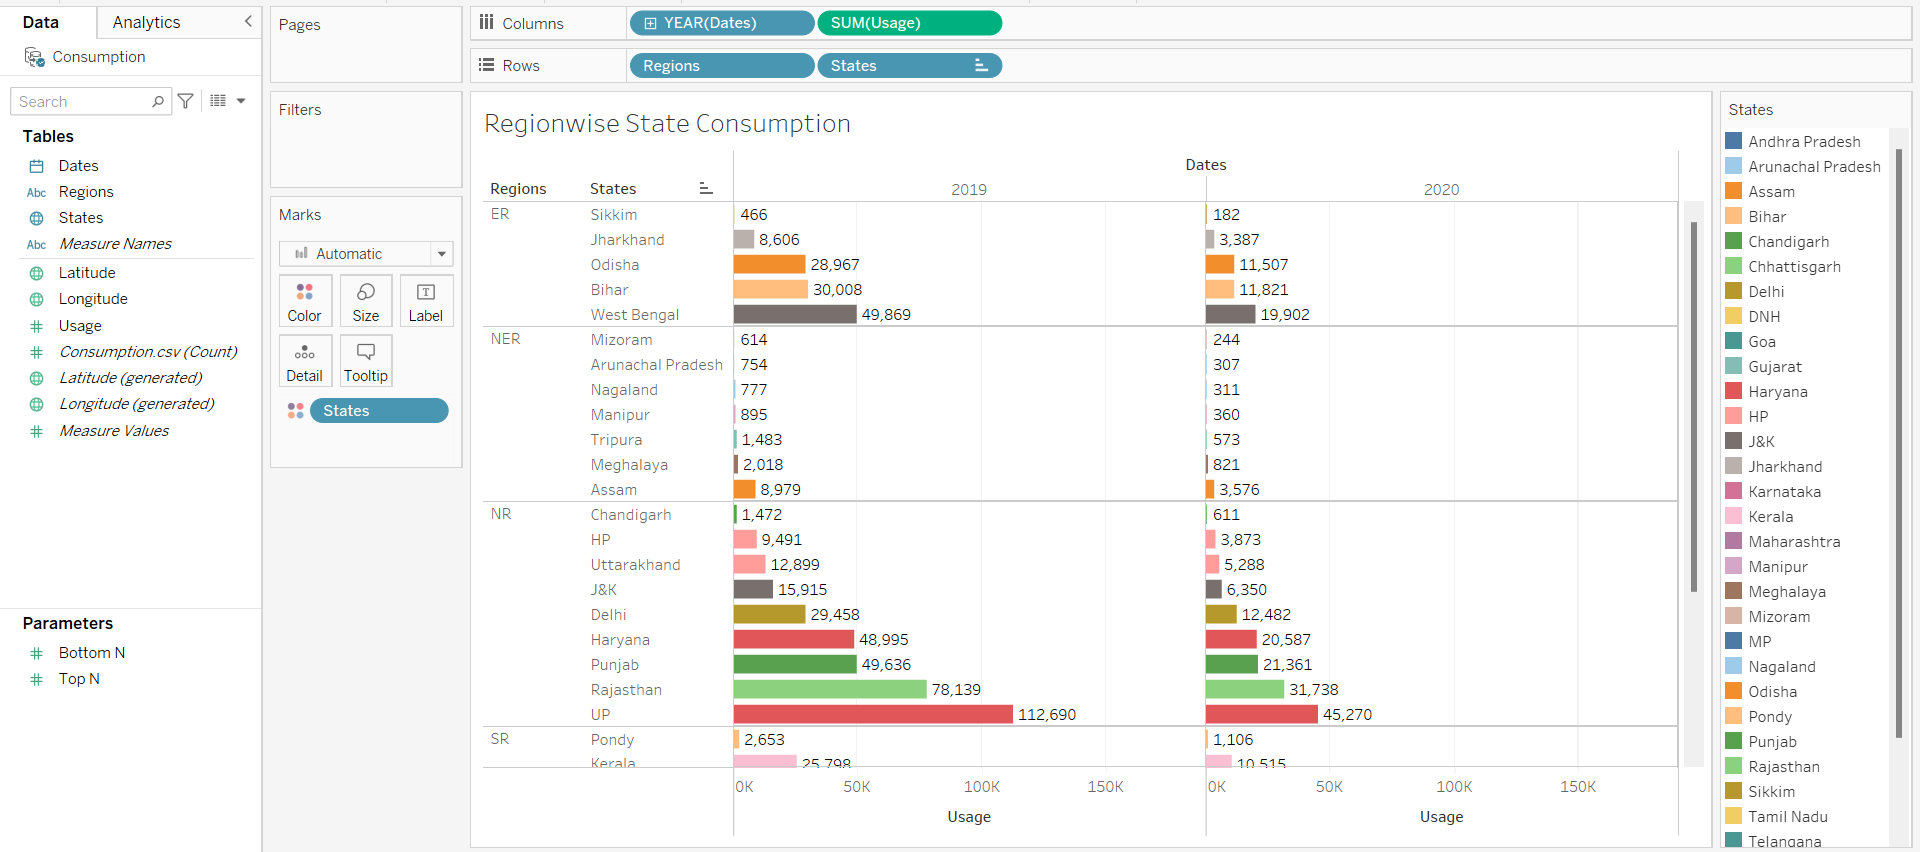 Data
Analytics
Consumption
Search
Tables
Dates
Abc Regions
States
Abc Measure Names
Latitude
Longitude
Usage
Consumption.csv (Count)
Latitude (generated)
Longitude (generated)
Measure Values
Parameters
Bottom N
Top N
Pages
Filters
Marks
Automatic
Color Size Label
Detail Tooltip
States
Columns YEAR(Dates) SUM(Usage)
Rows Regions States
Regionwise State Consumption
Dates
Regions States 2019 2020
ER Sikkim 466 182
Jharkhand 8,606 3,387
Odisha 28,967 11,507
Bihar 30,008 11,821
West Bengal 49,869 19,902
NER Mizoram 614 244
Arunachal Pradesh 754 307
Nagaland 777 311
Manipur 895 360
Tripura 1,483 573
Meghalaya 2,018 821
Assam 8,979 3,576
NR Chandigarh 1,472 611
HP 9,491 3,873
Uttarakhand 12,899 5,288
J&K 15,915 6,350
Delhi 29,458 12,482
Haryana 48,995 20,587
Punjab 49,636 21,361
Rajasthan 78,139 31,738
UP 112,690 45,270
SR Pondy 2,653 1,106
Kerala 25,798 10,515
0K 50K 100K 150K 0K 50K 100K 150K
Usage Usage
States
Andhra Pradesh
Arunachal Pradesh
Assam
Bihar
Chandigarh
Chhattisgarh
Delhi
DNH
Goa
Gujarat
Haryana
HP
J&K
Jharkhand
Karnataka
Kerala
Maharashtra
Manipur
Meghalaya
Mizoram
MP
Nagaland
Odisha
Pondy
Punjab
Rajasthan
Sikkim
Tamil Nadu
Telangana